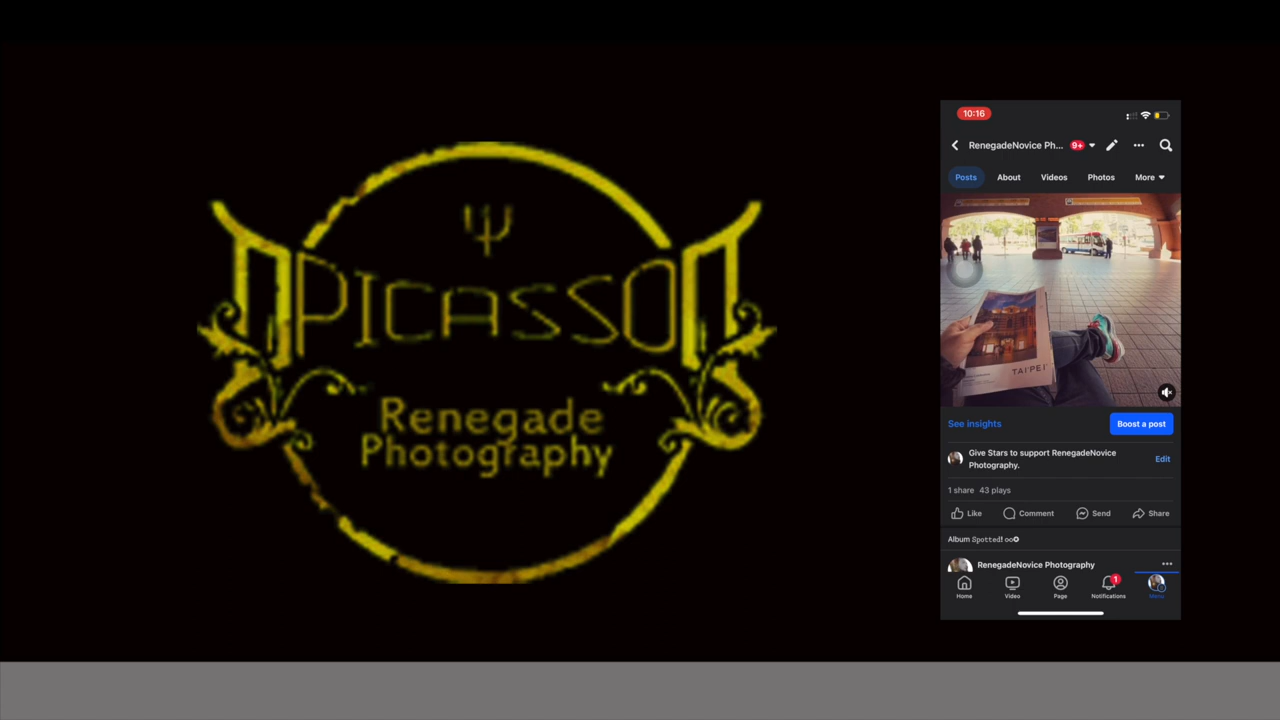 PICASSO
Renegade
Photography
10:16
RenegadeNovice Ph... 9+
Posts About Videos Photos More
TAIPEI
See insights Boost a post
Give Stars to support RenegadeNovice
Photography. Edit
1 share 43 plays
Like Comment Send Share
Album Spotted! ∞✪
RenegadeNovice Photography
1
Home Video Page Notifications Menu